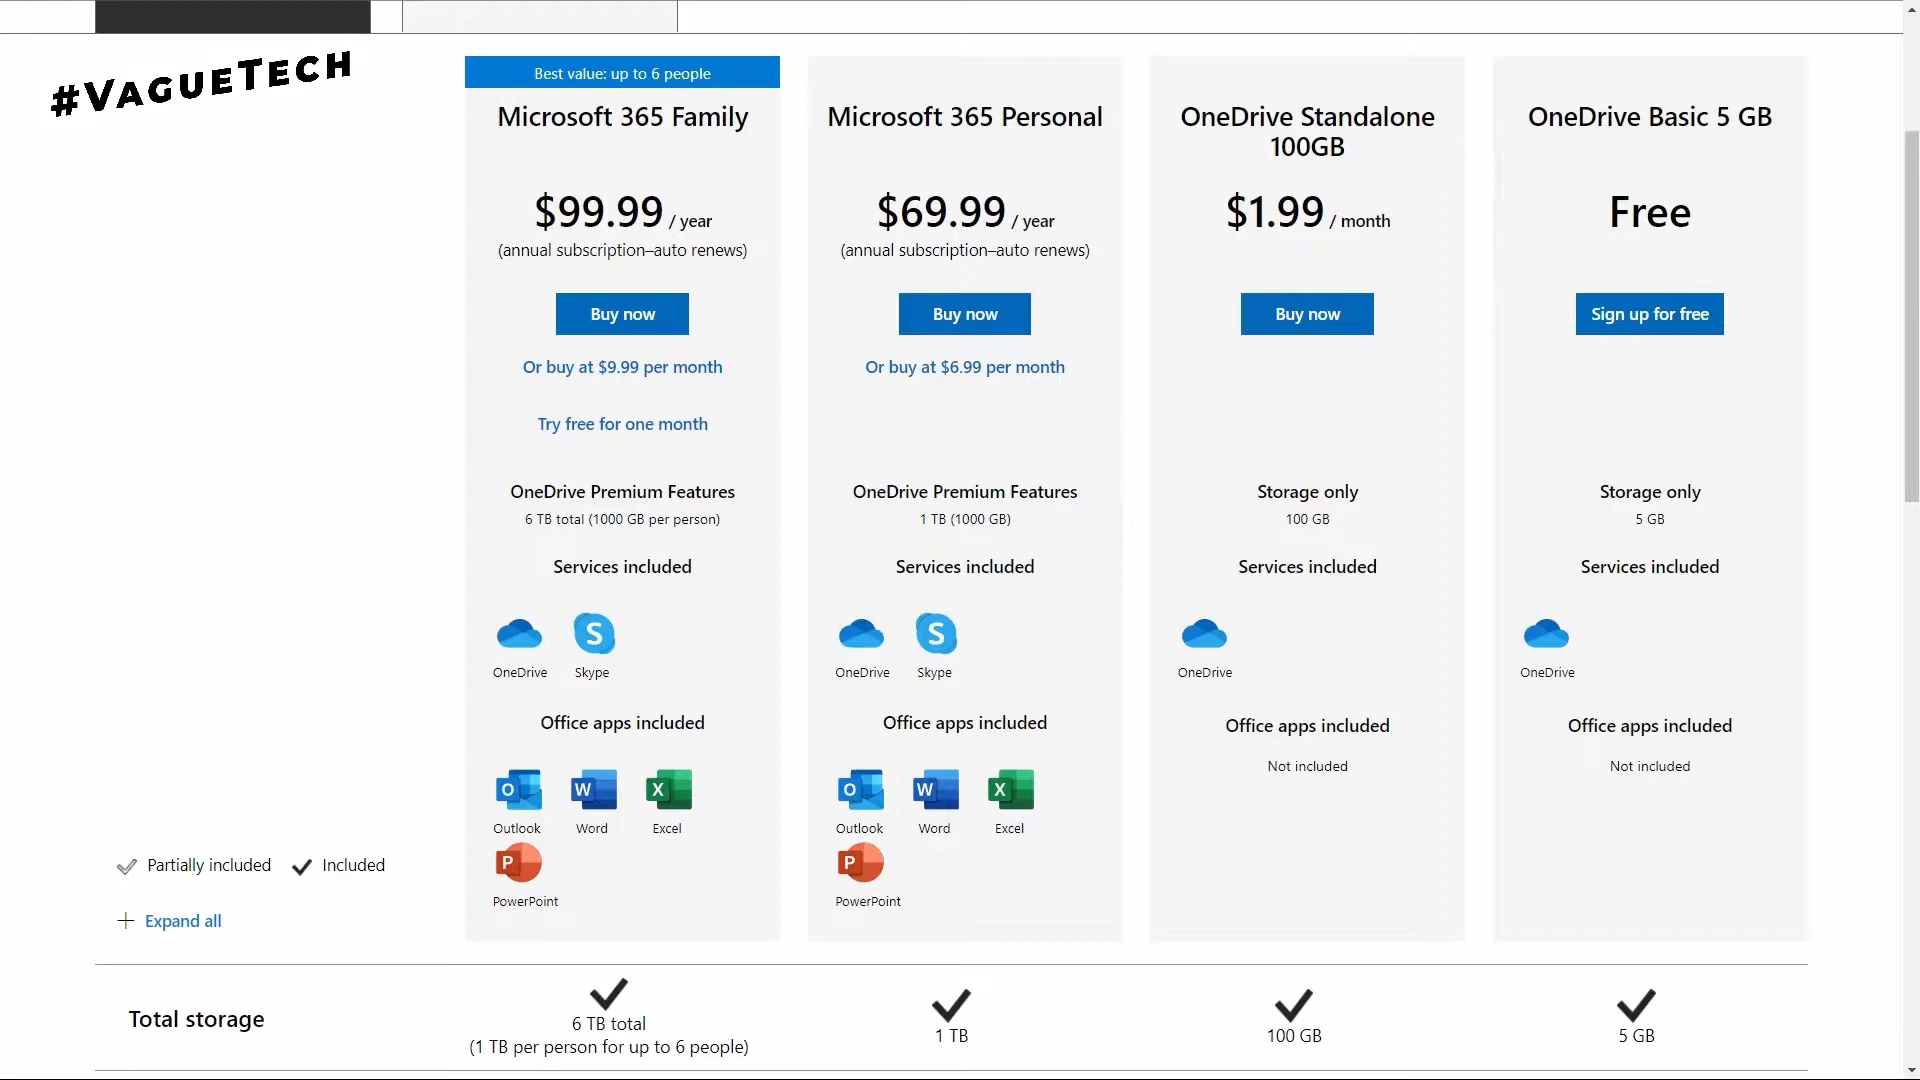 #VAGUETECH
Best value: up to 6 people
Microsoft 365 Family
$99.99 / year
(annual subscription–auto renews)
Buy now
Or buy at $9.99 per month
Try free for one month
OneDrive Premium Features
6 TB total (1000 GB per person)
Services included
OneDrive Skype
Office apps included
O W X
Outlook Word Excel
P
PowerPoint
Microsoft 365 Personal
$69.99 / year
(annual subscription–auto renews)
Buy now
Or buy at $6.99 per month
OneDrive Premium Features
1 TB (1000 GB)
Services included
S
OneDrive Skype
Office apps included
O W X
Outlook Word Excel
P
PowerPoint
OneDrive Standalone
100GB
$1.99 / month
Buy now
Storage only
100 GB
Services included
OneDrive
Office apps included
Not included
OneDrive Basic 5 GB
Free
Sign up for free
Storage only
5 GB
Services included
OneDrive
Office apps included
Not included
Partially included Included
Expand all
Total storage
6 TB total
(1 TB per person for up to 6 people)
1 TB
100 GB
5 GB